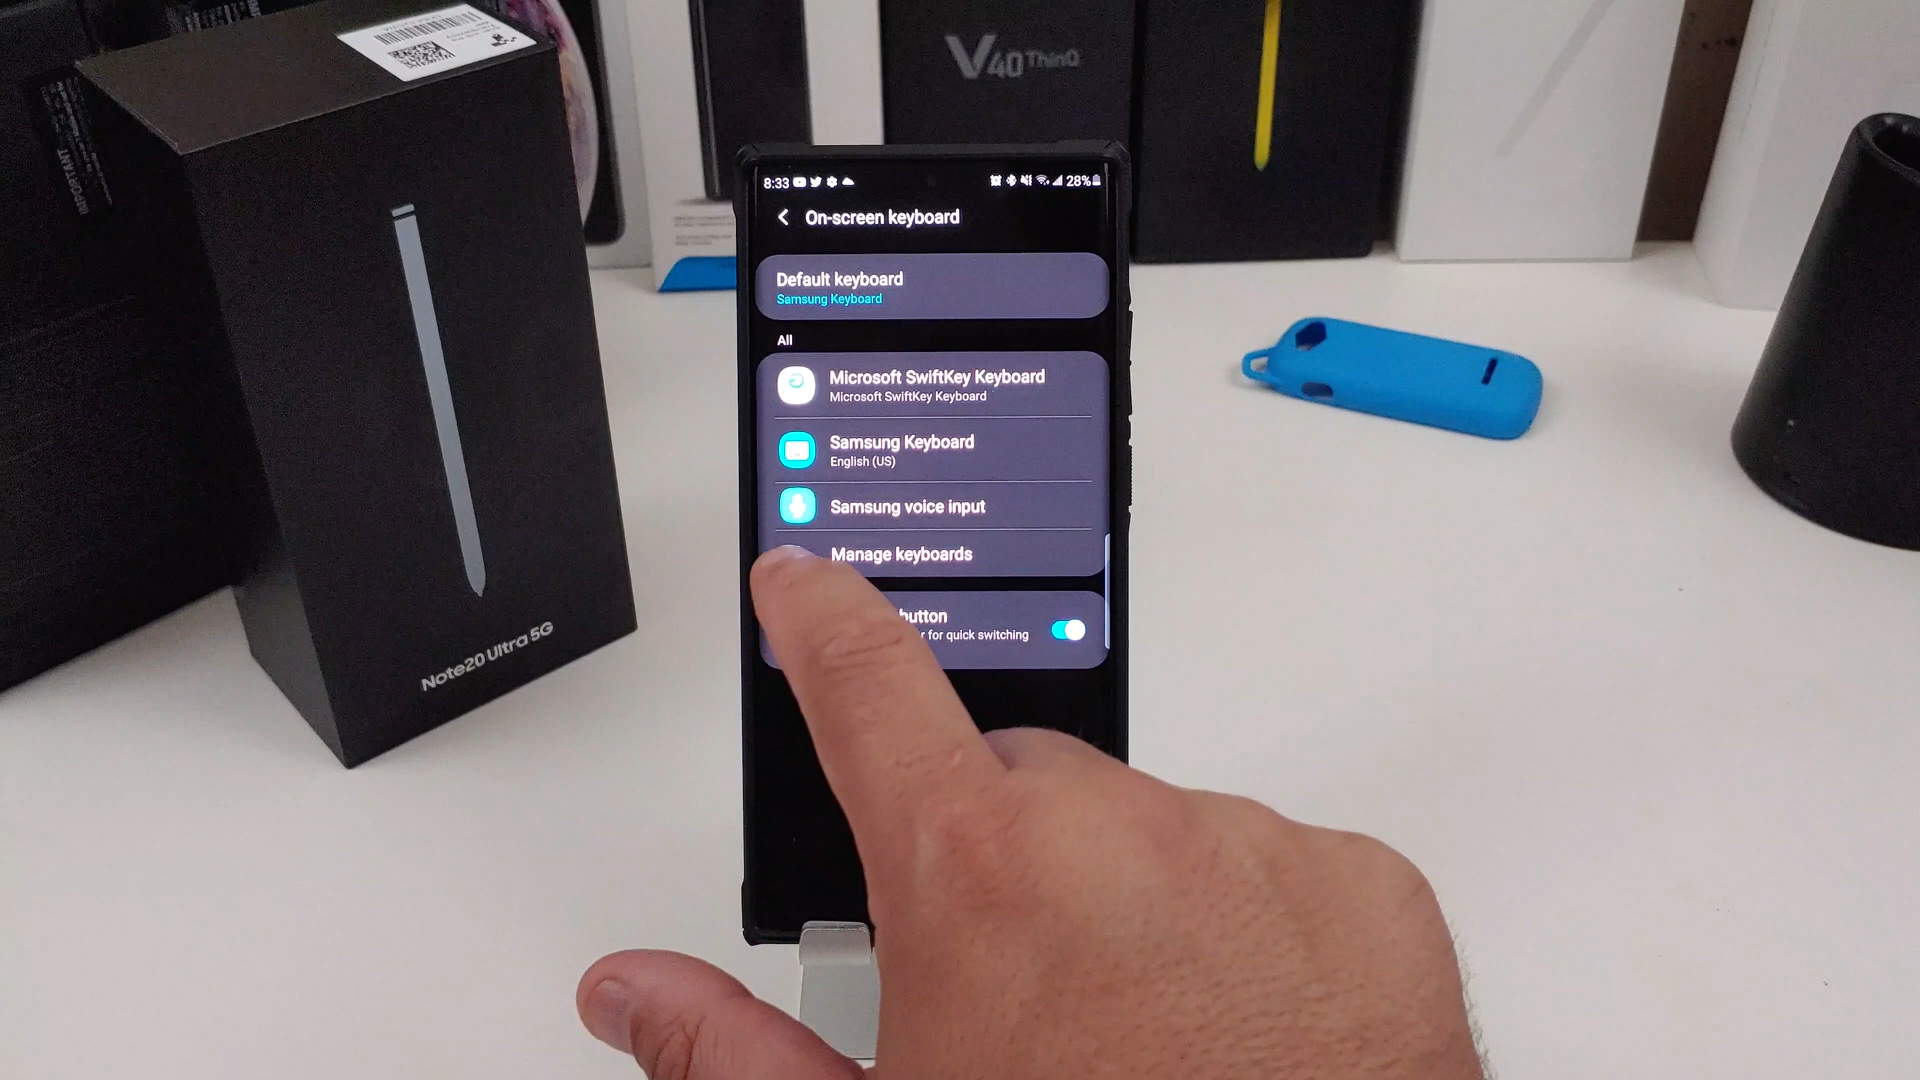 IMPORTANT
V40 ThinQ
Note20 Ultra 5G
8:33
28%
On-screen keyboard
Default keyboard
Samsung Keyboard
All
Microsoft SwiftKey Keyboard
Microsoft SwiftKey Keyboard
Samsung Keyboard
English (US)
Samsung voice input
Manage keyboards
button
for quick switching